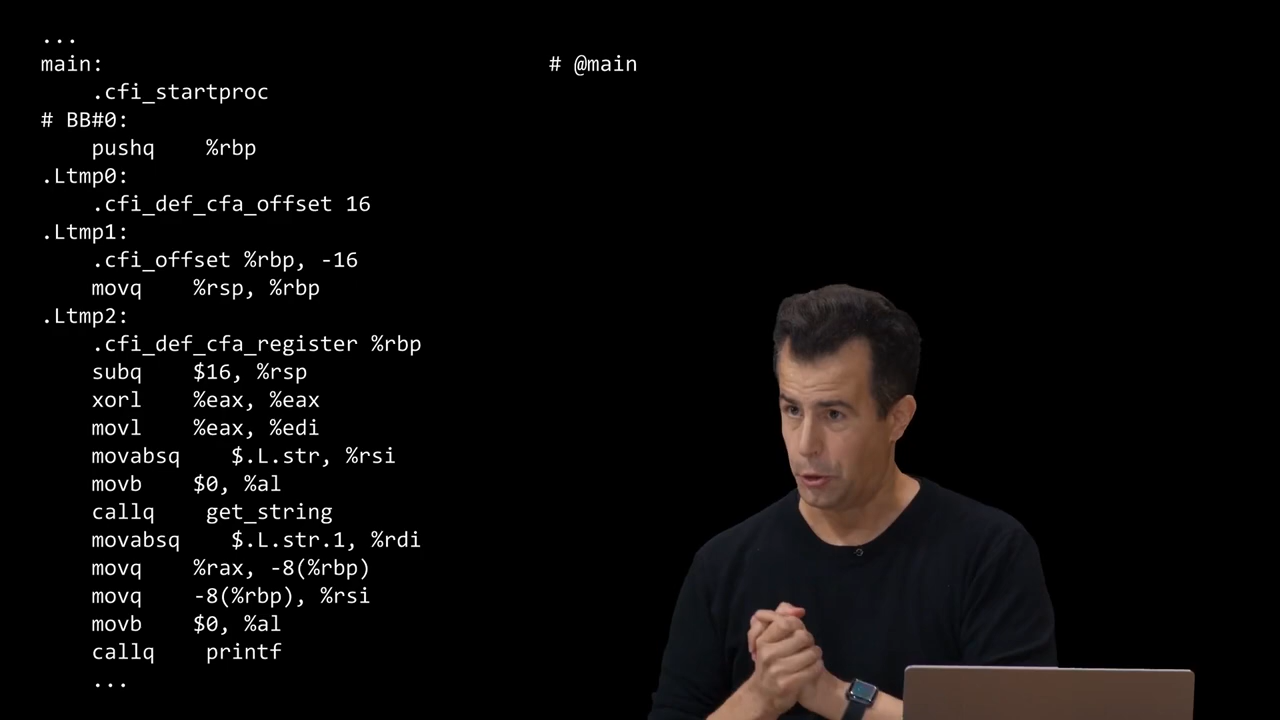 ...
main: # @main
.cfi_startproc
# BB#0:
pushq %rbp
.Ltmp0:
.cfi_def_cfa_offset 16
.Ltmp1:
.cfi_offset %rbp, -16
movq %rsp, %rbp
.Ltmp2:
.cfi_def_cfa_register %rbp
subq $16, %rsp
xorl %eax, %eax
movl %eax, %edi
movabsq $.L.str, %rsi
movb $0, %al
callq get_string
movabsq $.L.str.1, %rdi
movq %rax, -8(%rbp)
movq -8(%rbp), %rsi
movb $0, %al
callq printf
...